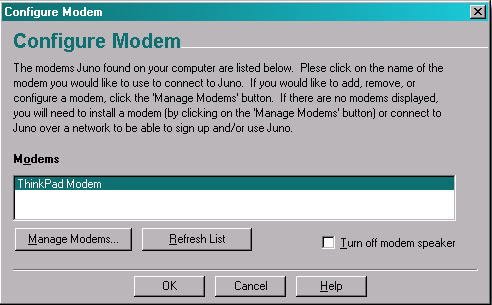 Configure Modem
Configure Modem
The modems Juno found on your computer are listed below. Plese click on the name of the
modem you would like to use to connect to Juno. If you would like to add, remove, or
configure a modem, click the 'Manage Modems' button. If there are no modems displayed,
you will need to install a modem (by clicking on the 'Manage Modems' button) or connect to
Juno over a network to be able to sign up and/or use Juno.
Modems
ThinkPad Modem
Manage Modems... Refresh List Turn off modem speaker
OK Cancel Help